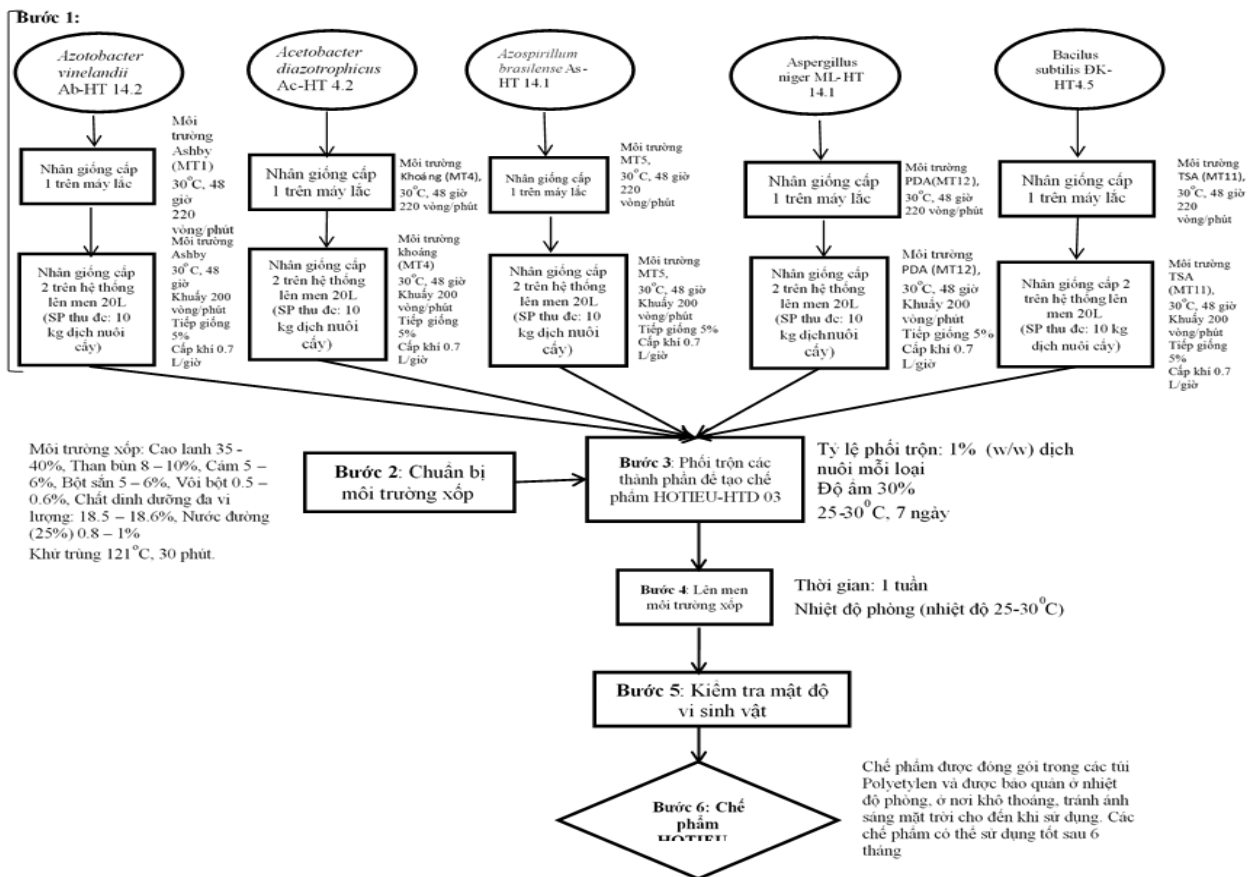 Bước 1:
Azotobacter
vinelandii
Ab-HT 14.2
Acetobacter
diazotrophicus
Ac-HT 4.2
Azospirillum
brasilense As-
HT 14.1
Aspergillus
niger ML-HT
14.1
Bacilus
subtilis ĐK-
HT4.5
Nhân giống cấp
1 trên máy lắc
Môi
trường
Ashby
(MT1)
30°C, 48
giờ
220
vòng/phút
Nhân giống cấp
1 trên máy lắc
Môi trường
Khoáng (MT4),
30°C, 48 giờ
220 vòng/phút
Nhân giống cấp
1 trên máy lắc
Môi trường
MT5,
30°C, 48 giờ
220
vòng/phút
Nhân giống cấp
1 trên máy lắc
Môi trường
PDA(MT12),
30°C, 48 giờ
220 vòng/phút
Nhân giống cấp
1 trên máy lắc
Môi trường
TSA (MT11),
30°C, 48 giờ
220
vòng/phút
Nhân giống cấp
2 trên hệ thống
lên men 20L
(SP thu đc: 10
kg dịch nuôi
cấy)
Môi trường
Ashby
30°C, 48
giờ
Khuấy 200
vòng/phút
Tiếp giống
5%
Cấp khí 0.7
L/giờ
Nhân giống cấp
2 trên hệ thống
lên men 20L
(SP thu đc: 10
kg dịch nuôi
cấy)
Môi trường
khoáng
(MT4)
30°C, 48 giờ
Khuấy 200
vòng/phút
Tiếp giống
5%
Cấp khí 0.7
L/giờ
Nhân giống cấp
2 trên hệ thống
lên men 20L
(SP thu đc: 10
kg dịch nuôi
cấy)
Môi trường
MT5,
30°C, 48 giờ
Khuấy 200
vòng/phút
Tiếp giống 5%
Cấp khí 0.7
L/giờ
Nhân giống cấp
2 trên hệ thống
lên men 20L
(SP thu đc: 10
kg dịch nuôi
cấy)
Môi trường
PDA (MT12),
30°C, 48 giờ
Khuấy 200
vòng/phút
Tiếp giống 5%
Cấp khí 0.7
L/giờ
Nhân giống cấp 2
trên hệ thống lên
men 20L
(SP thu đc: 10 kg
dịch nuôi cấy)
Môi trường
TSA
(MT11),
30°C, 48 giờ
Khuấy 200
vòng/phút
Tiếp giống
5%
Cấp khí 0.7
L/giờ
Môi trường xốp: Cao lanh 35 -
40%, Than bùn 8 – 10%, Cám 5 –
6%, Bột sắn 5 – 6%, Vôi bột 0.5 –
0.6%, Chất dinh dưỡng đa vi
lượng: 18.5 – 18.6%, Nước đường
(25%) 0.8 – 1%
Khử trùng 121°C, 30 phút.
Bước 2: Chuẩn bị
môi trường xốp
Bước 3: Phối trộn các
thành phần để tạo chế
phẩm HOTIEU-HTD 03
Tỷ lệ phối trộn: 1% (w/w) dịch
nuôi mỗi loại
Độ ẩm 30%
25-30°C, 7 ngày
Bước 4: Lên men
môi trường xốp
Thời gian: 1 tuần
Nhiệt độ phòng (nhiệt độ 25-30°C)
Bước 5: Kiểm tra mật độ
vi sinh vật
Bước 6: Chế
phẩm
HOTIEU
Chế phẩm được đóng gói trong các túi
Polyetylen và được bảo quản ở nhiệt
độ phòng, ở nơi khô thoáng, tránh ánh
sáng mặt trời cho đến khi sử dụng. Các
chế phẩm có thể sử dụng tốt sau 6
tháng